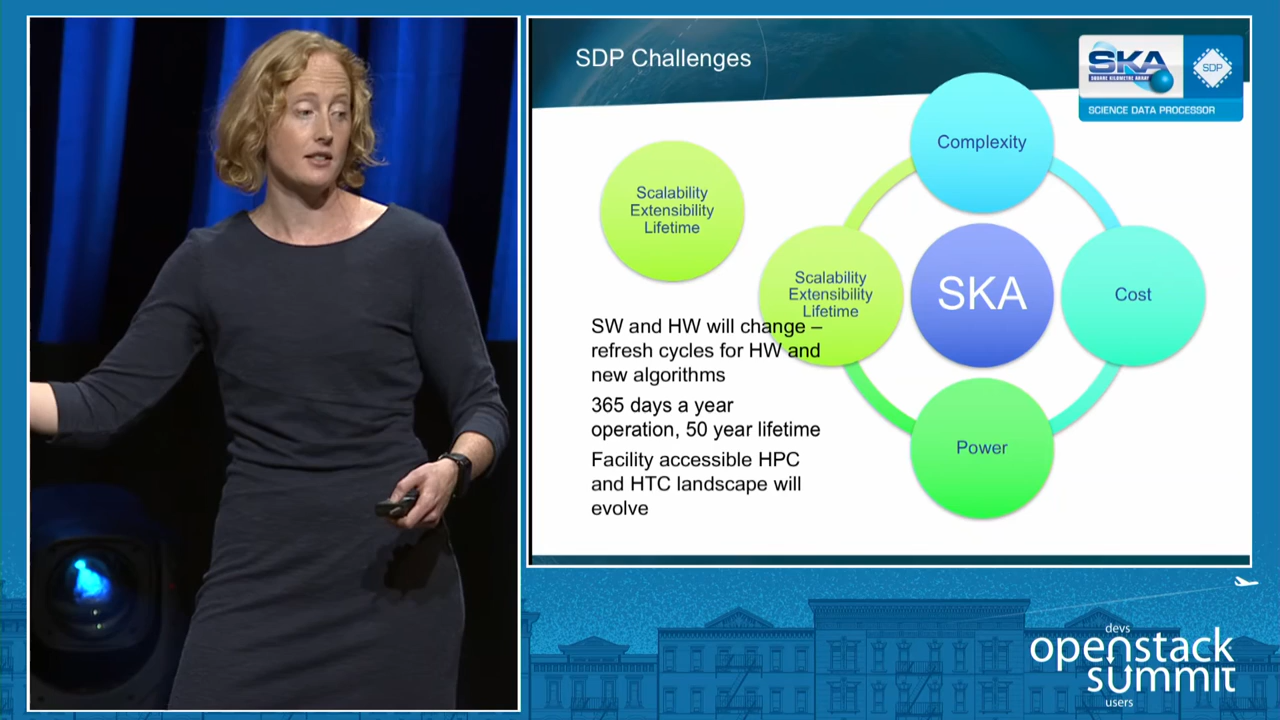 SDP Challenges
SKA
SQUARE KILOMETRE ARRAY
SDP
SCIENCE DATA PROCESSOR
Complexity
Scalability
Extensibility
Lifetime
Scalability
Extensibility
Lifetime
SKA
Cost
SW and HW will change –
refresh cycles for HW and
new algorithms
365 days a year
operation, 50 year lifetime
Facility accessible HPC
and HTC landscape will
evolve
Power
devs
openstack
summit
users